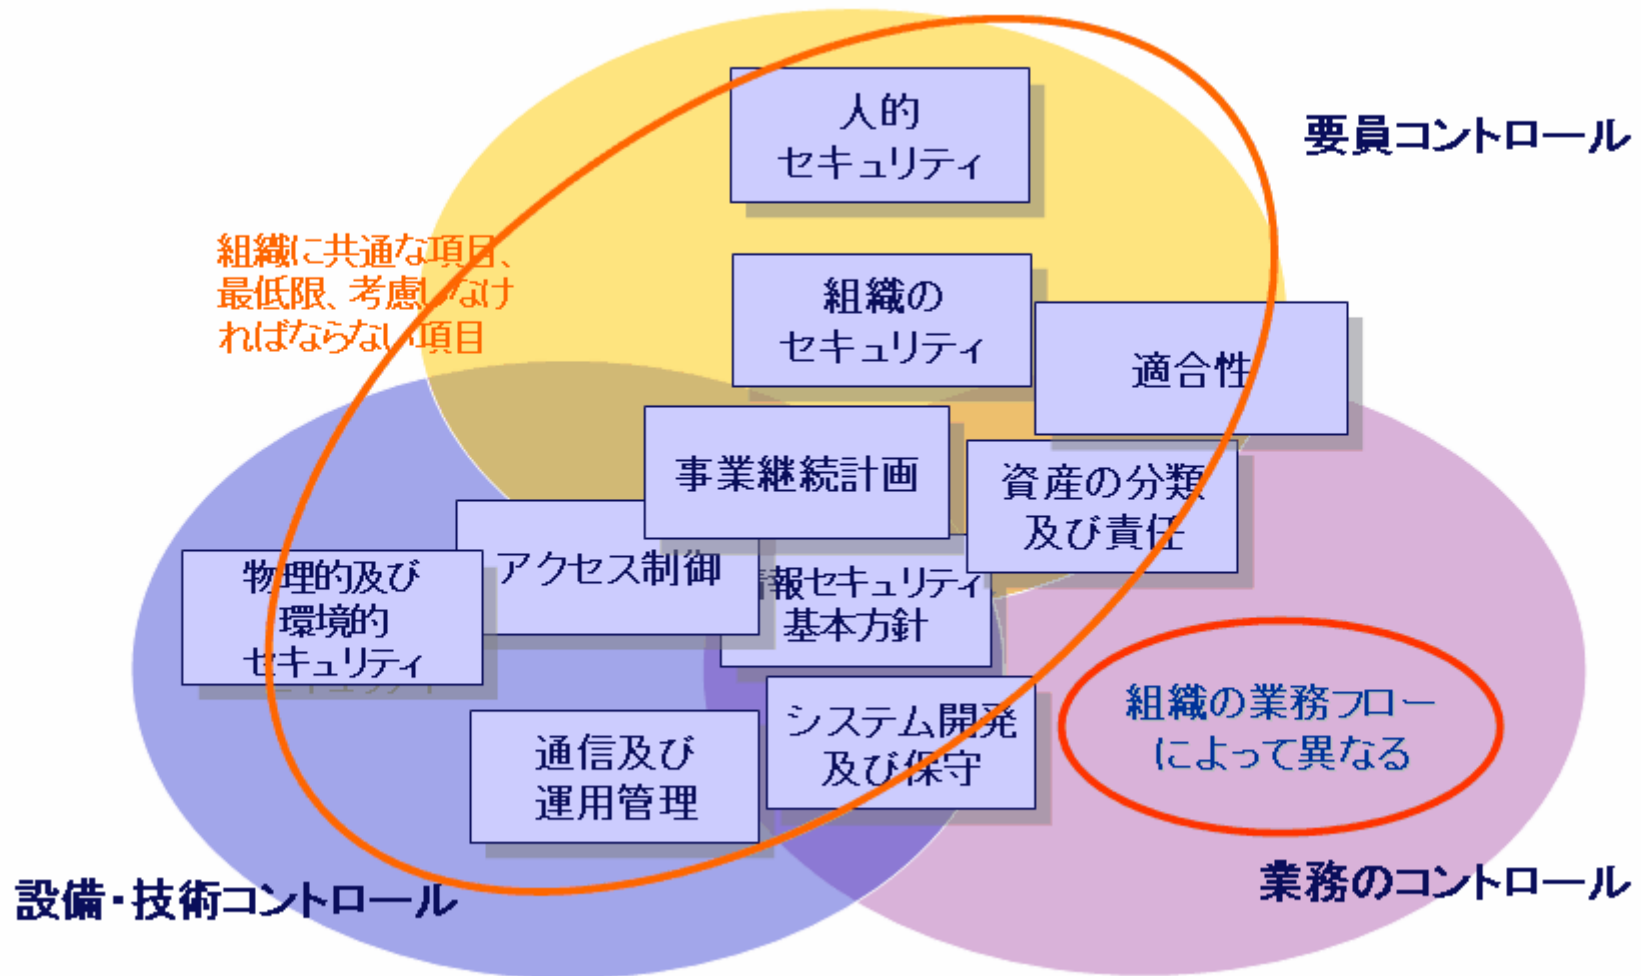 人的
セキュリティ
要員コントロール
組織に共通な項目、
最低限、考慮しなけ
ればならない項目
組織の
セキュリティ
適合性
事業継続計画
資産の分類
及び責任
アクセス制御
物理的及び
環境的
セキュリティ
情報セキュリティ
基本方針
システム開発
及び保守
通信及び
運用管理
組織の業務フロー
によって異なる
設備・技術コントロール
業務のコントロール